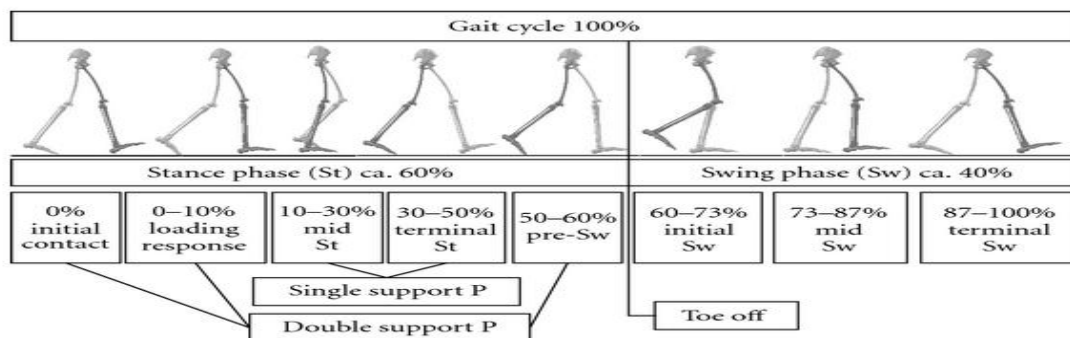 Gait cycle 100%
Stance phase (St) ca. 60%
Swing phase (Sw) ca. 40%
0%
initial
contact
0–10%
loading
response
10–30%
mid
St
30–50%
terminal
St
50–60%
pre-Sw
60–73%
initial
Sw
73–87%
mid
Sw
87–100%
terminal
Sw
Single support P
Double support P
Toe off